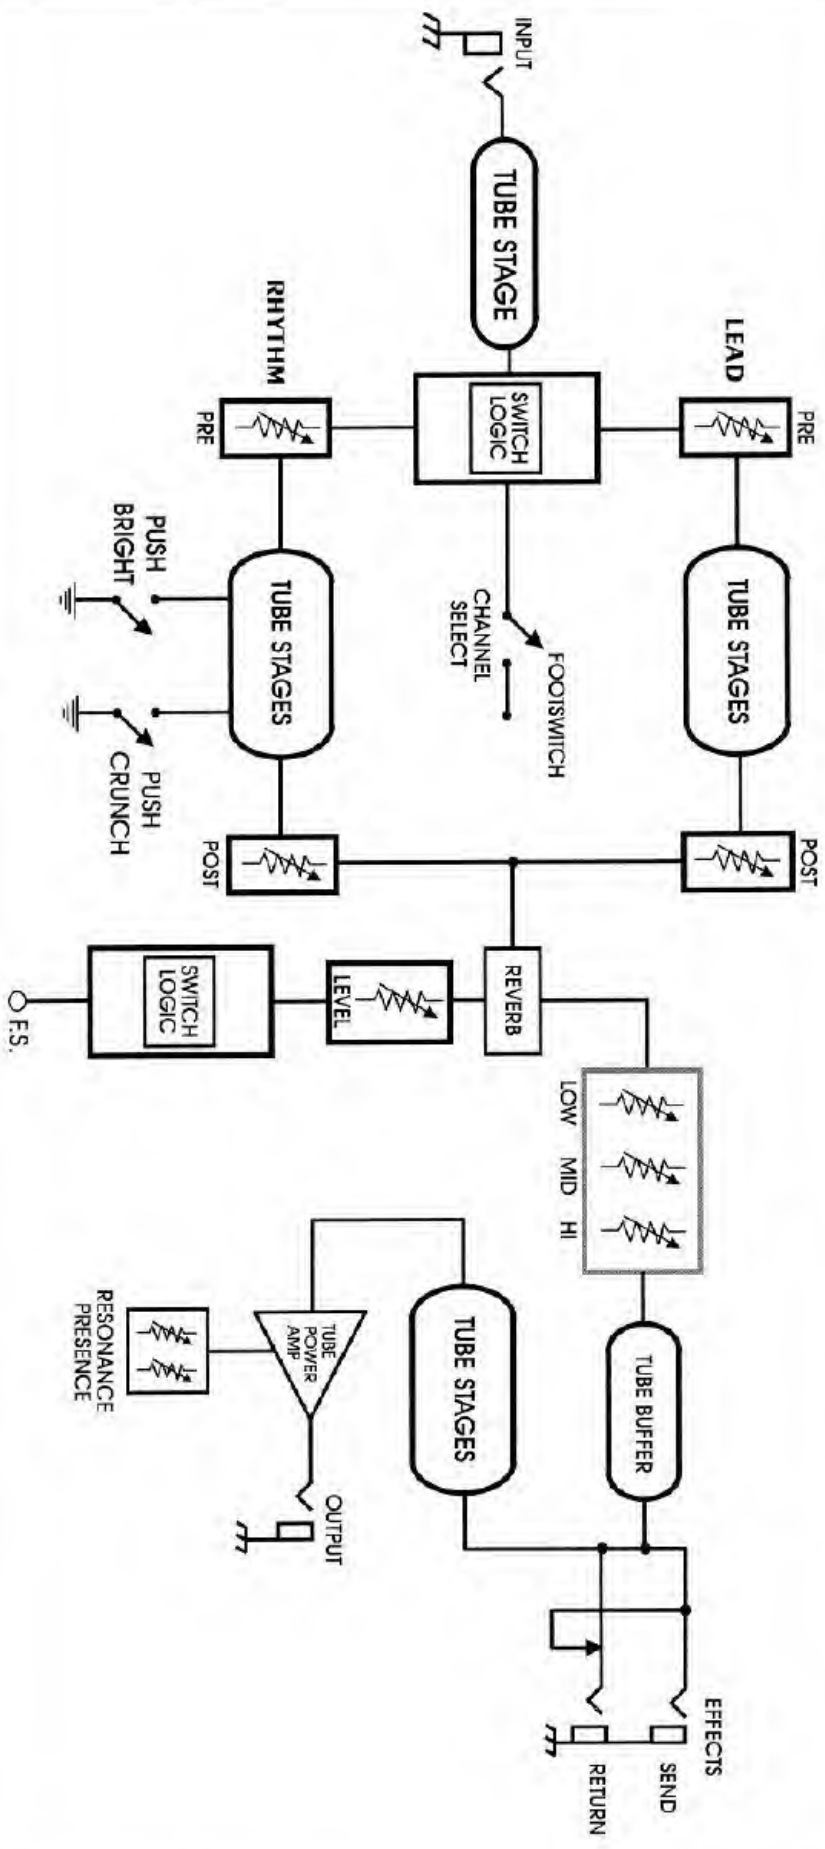 INPUT
TUBE STAGE
SWITCH
LOGIC
LEAD
PRE
TUBE STAGES
POST
FOOTSWITCH
CHANNEL
SELECT
RHYTHM
PRE
TUBE STAGES
PUSH
BRIGHT
PUSH
CRUNCH
POST
REVERB
LEVEL
SWITCH
LOGIC
F.S.
LOW
MID
HI
TUBE BUFFER
EFFECTS
SEND
RETURN
TUBE STAGES
TUBE
POWER
AMP
RESONANCE
PRESENCE
OUTPUT